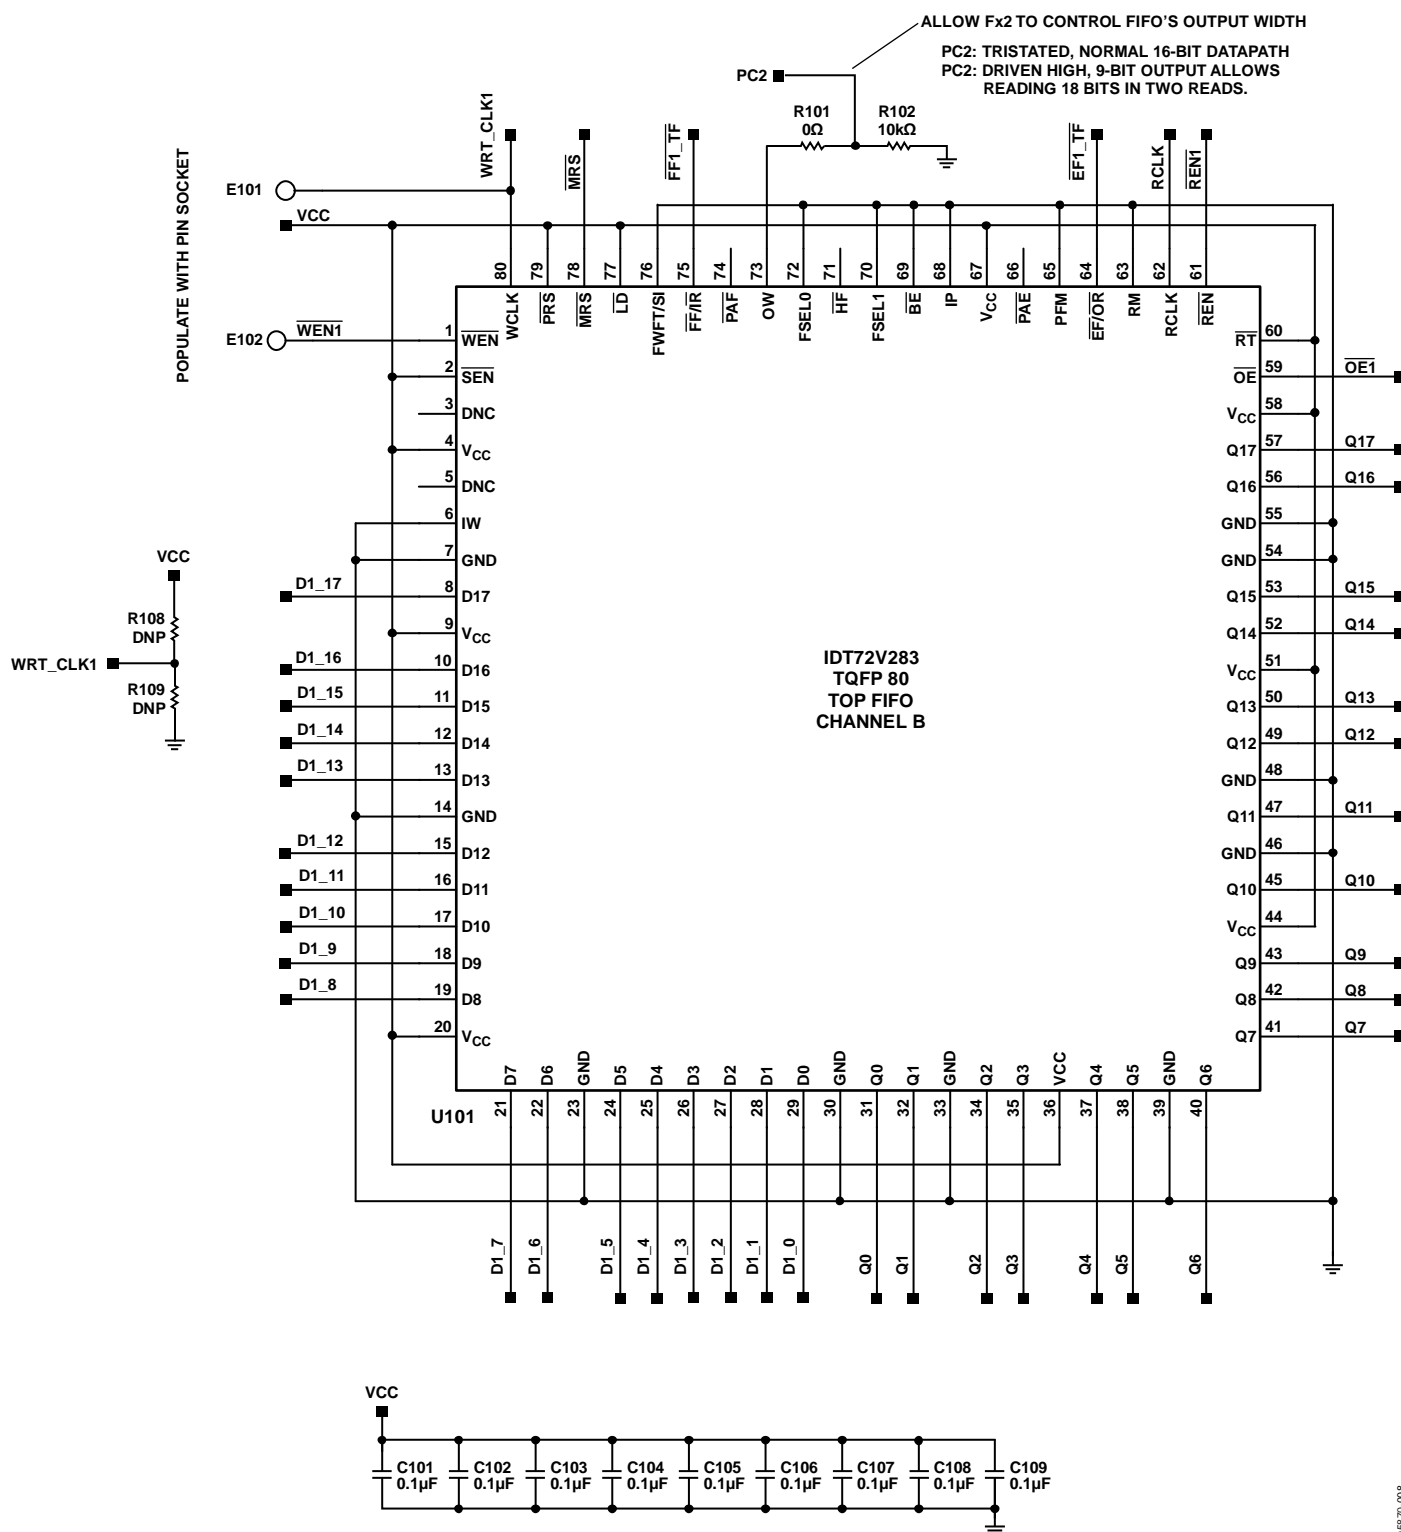 ALLOW Fx2 TO CONTROL FIFO'S OUTPUT WIDTH
PC2: TRISTATED, NORMAL 16-BIT DATAPATH
PC2: DRIVEN HIGH, 9-BIT OUTPUT ALLOWS
READING 18 BITS IN TWO READS.
PC2
R101
0Ω
R102
10kΩ
WRT_CLK1
MRS
FF1_TF
EF1_TF
RCLK
REN1
POPULATE WITH PIN SOCKET
E101
VCC
E102
WEN1
80
79
78
77
76
75
74
73
72
71
70
69
68
67
66
65
64
63
62
61
WCLK
PRS
MRS
LD
FWFT/SI
FF/IR
PAF
OW
FSEL0
HF
FSEL1
BE
IP
VCC
PAE
PFM
EF/OR
RM
RCLK
REN
1 WEN
2 SEN
3 DNC
4 VCC
5 DNC
6 IW
7 GND
D1_17 8 D17
9 VCC
D1_16 10 D16
D1_15 11 D15
D1_14 12 D14
D1_13 13 D13
14 GND
D1_12 15 D12
D1_11 16 D11
D1_10 17 D10
D1_9 18 D9
D1_8 19 D8
20 VCC
VCC
R108
DNP
WRT_CLK1
R109
DNP
IDT72V283
TQFP 80
TOP FIFO
CHANNEL B
RT 60
OE 59 OE1
VCC 58
Q17 57 Q17
Q16 56 Q16
GND 55
GND 54
Q15 53 Q15
Q14 52 Q14
VCC 51
Q13 50 Q13
Q12 49 Q12
GND 48
Q11 47 Q11
GND 46
Q10 45 Q10
VCC 44
Q9 43 Q9
Q8 42 Q8
Q7 41 Q7
D7
D6
GND
D5
D4
D3
D2
D1
D0
GND
Q0
Q1
GND
Q2
Q3
VCC
Q4
Q5
GND
Q6
U101
21
22
23
24
25
26
27
28
29
30
31
32
33
34
35
36
37
38
39
40
D1_7
D1_6
D1_5
D1_4
D1_3
D1_2
D1_1
D1_0
Q0
Q1
Q2
Q3
Q4
Q5
Q6
VCC
C101
0.1µF
C102
0.1µF
C103
0.1µF
C104
0.1µF
C105
0.1µF
C106
0.1µF
C107
0.1µF
C108
0.1µF
C109
0.1µF